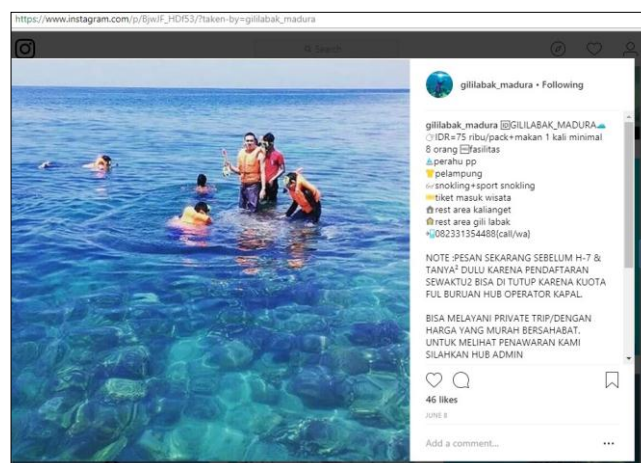 https://www.instagram.com/p/BjwJF_HDf53/?taken-by=gililabak_madura
Search
gililabak_madura • Following
gililabak_madura 🆔GILILABAK_MADURA
IDR=75 ribu/pack+makan 1 kali minimal
8 orang fasilitas
perahu pp
pelampung
snokling+sport snokling
tiket masuk wisata
rest area kalianget
rest area gili labak
082331354488(call/wa)
NOTE :PESAN SEKARANG SEBELUM H-7 &
TANYA² DULU KARENA PENDAFTARAN
SEWAKTU2 BISA DI TUTUP KARENA KUOTA
FUL BURUAN HUB OPERATOR KAPAL.
BISA MELAYANI PRIVATE TRIP/DENGAN
HARGA YANG MURAH BERSAHABAT.
UNTUK MELIHAT PENAWARAN KAMI
SILAHKAN HUB ADMIN
46 likes
JUNE 8
Add a comment...